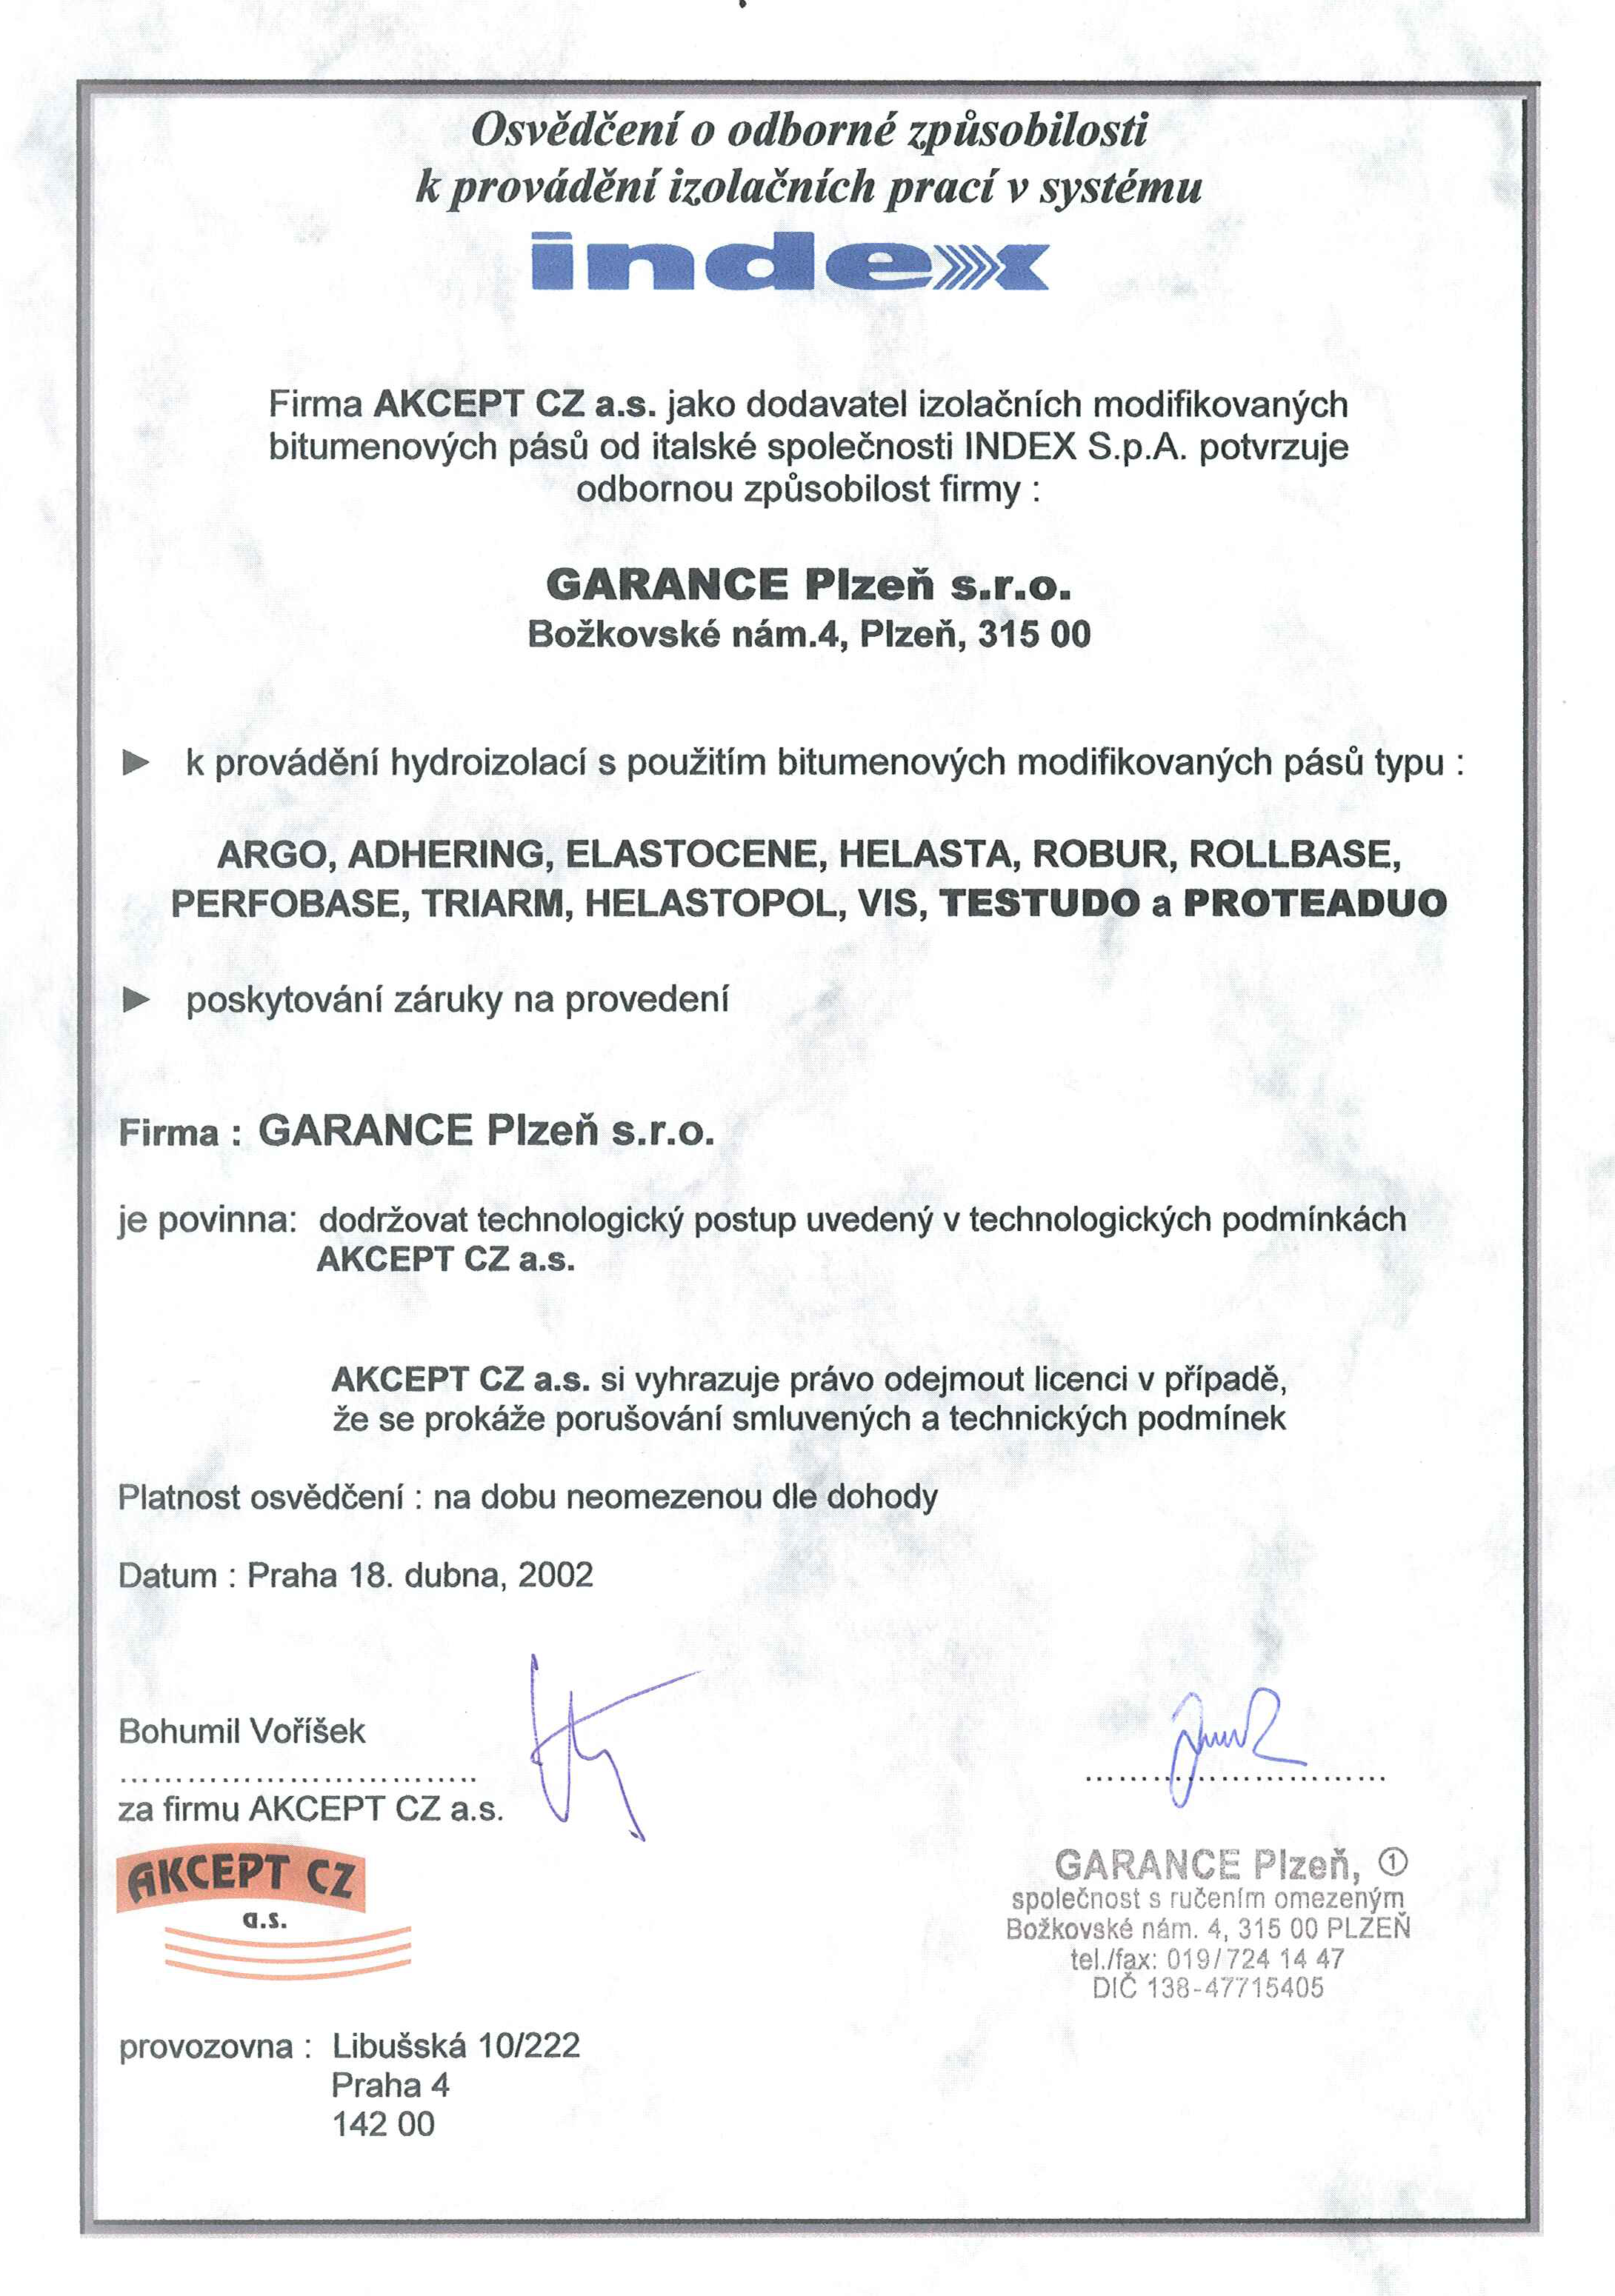 Osvědčení o odborné způsobilosti
k provádění izolačních prací v systému
index
Firma AKCEPT CZ a.s. jako dodavatel izolačních modifikovaných
bitumenových pásů od italské společnosti INDEX S.p.A. potvrzuje
odbornou způsobilost firmy :
GARANCE Plzeň s.r.o.
Božkovské nám.4, Plzeň, 315 00
► k provádění hydroizolací s použitím bitumenových modifikovaných pásů typu :
ARGO, ADHERING, ELASTOCENE, HELASTA, ROBUR, ROLLBASE,
PERFOBASE, TRIARM, HELASTOPOL, VIS, TESTUDO a PROTEADUO
► poskytování záruky na provedení
Firma : GARANCE Plzeň s.r.o.
je povinna: dodržovat technologický postup uvedený v technologických podmínkách
AKCEPT CZ a.s.
AKCEPT CZ a.s. si vyhrazuje právo odejmout licenci v případě,
že se prokáže porušování smluvených a technických podmínek
Platnost osvědčení : na dobu neomezenou dle dohody
Datum : Praha 18. dubna, 2002
Bohumil Voříšek
................................
za firmu AKCEPT CZ a.s.
AKCEPT CZ
a.s.
...........................
GARANCE Plzeň, ①
společnost s ručením omezeným
Božkovské nám. 4, 315 00 PLZEŇ
tel./fax: 019/724 14 47
DIČ 138-47715405
provozovna : Libušská 10/222
Praha 4
142 00